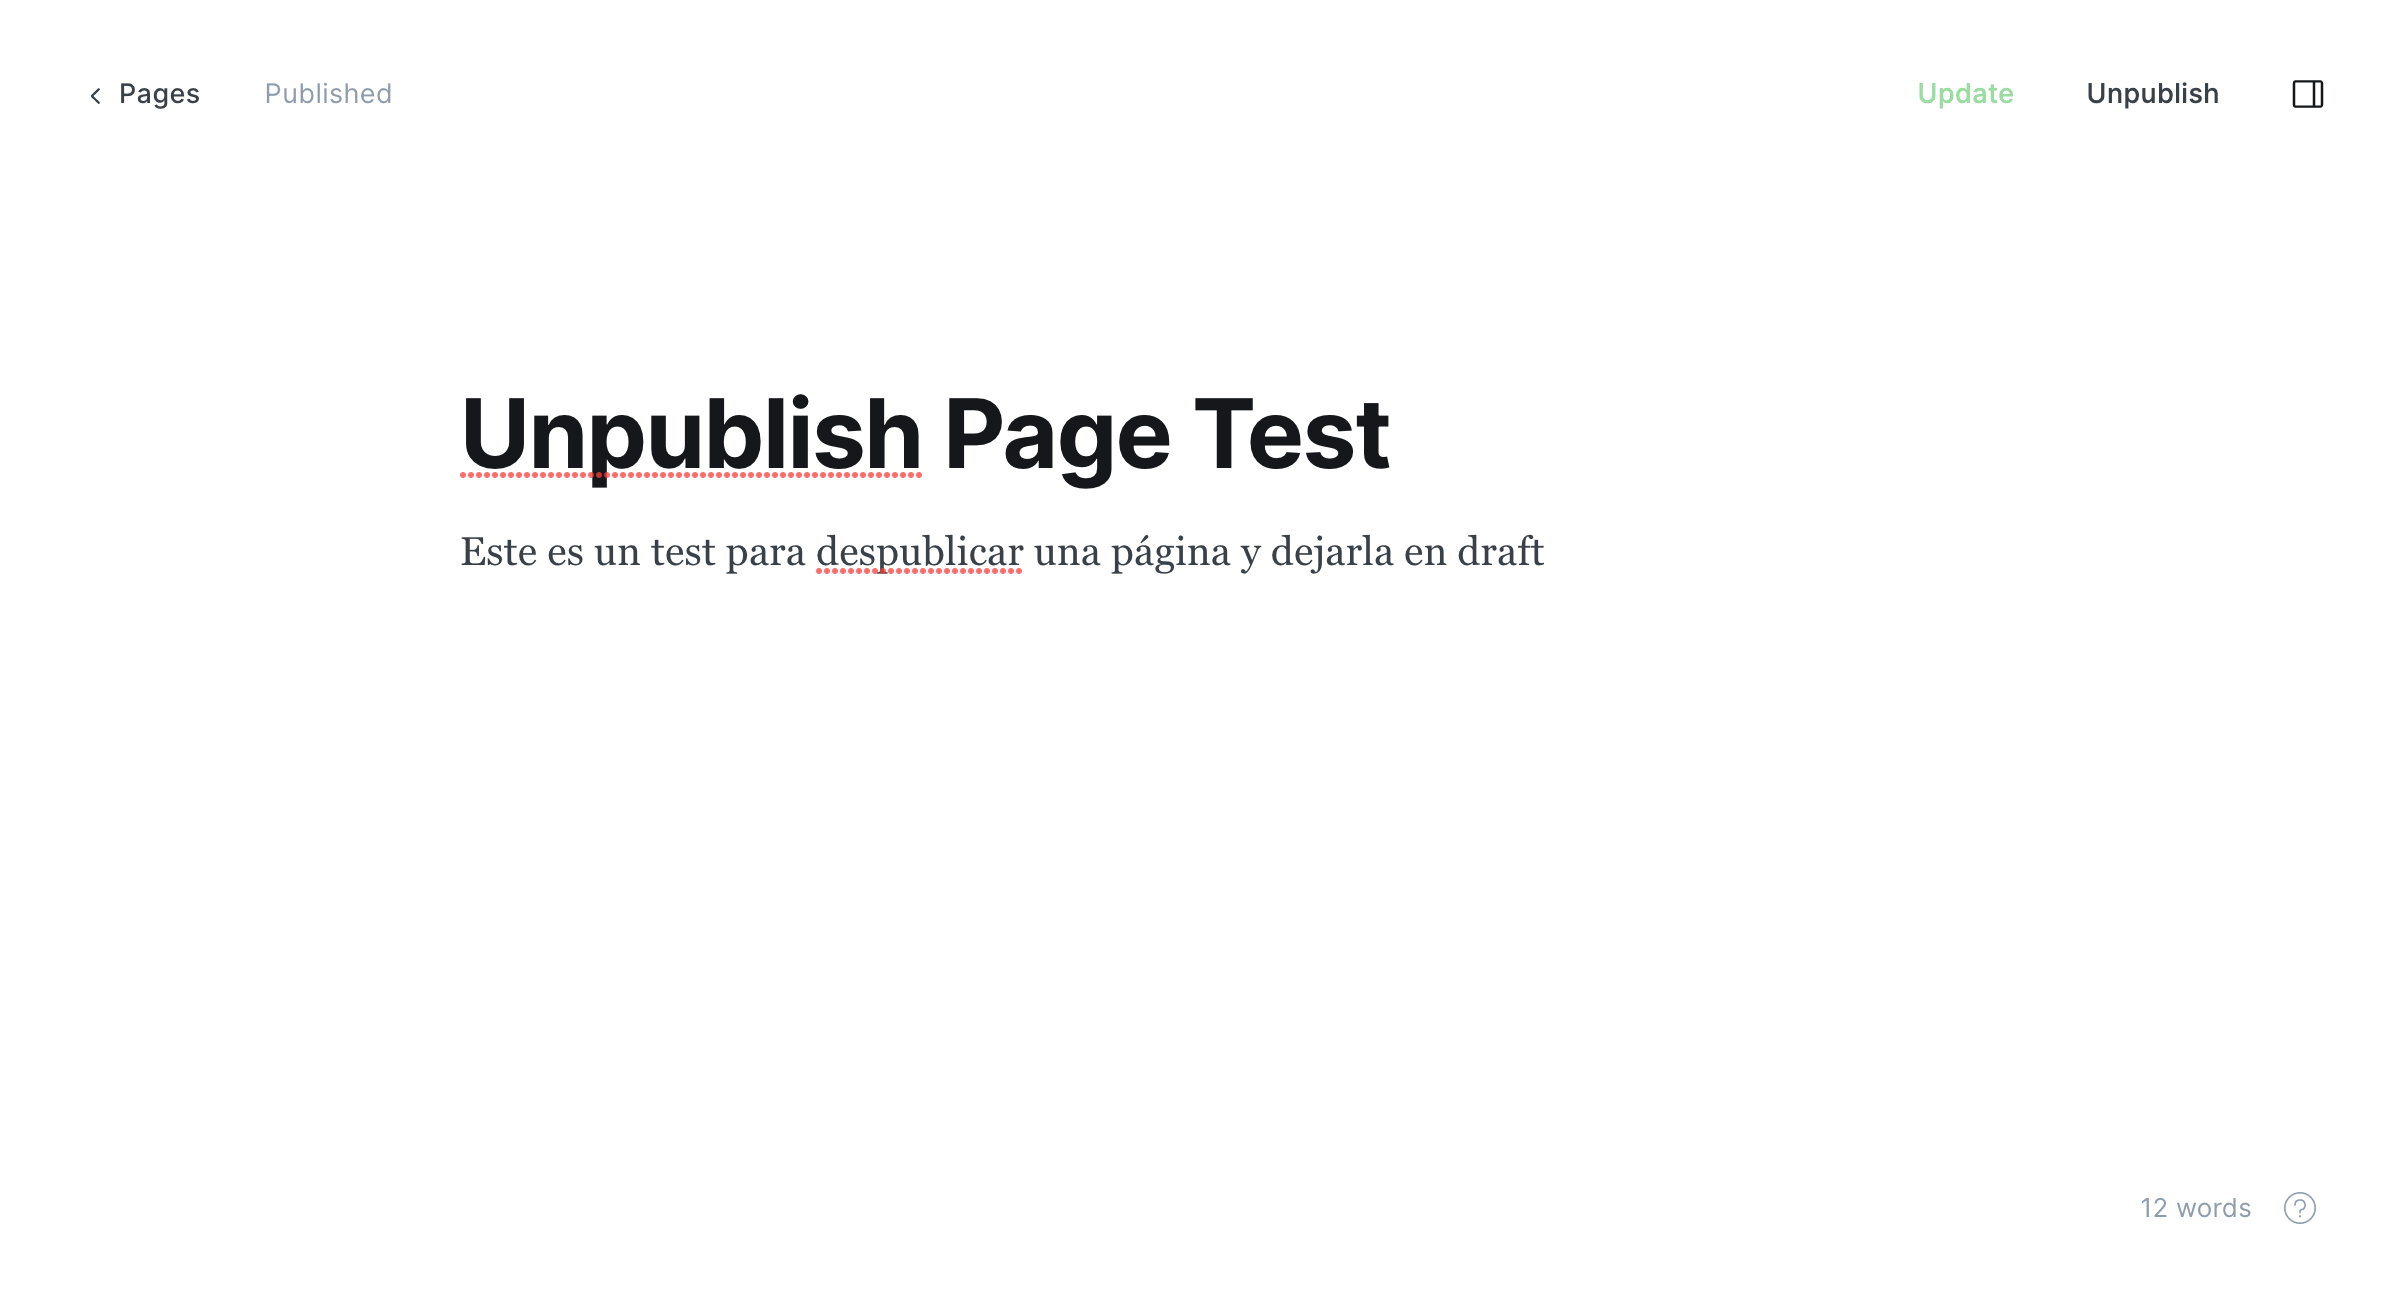 Pages
Published
Update
Unpublish
Unpublish Page Test
Este es un test para despublicar una página y dejarla en draft
12 words
?